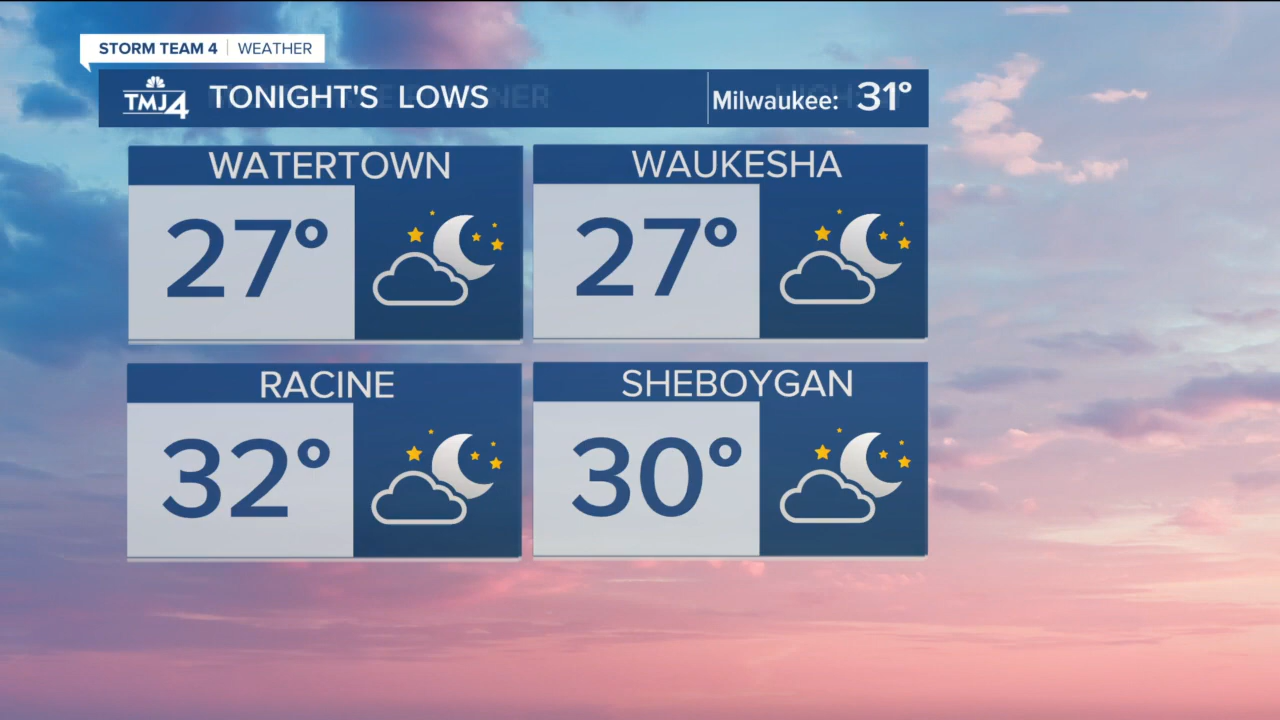 STORM TEAM 4 | WEATHER
TMJ4 TONIGHT'S LOWS Milwaukee: 31°
WATERTOWN
27°
WAUKESHA
27°
RACINE
32°
SHEBOYGAN
30°